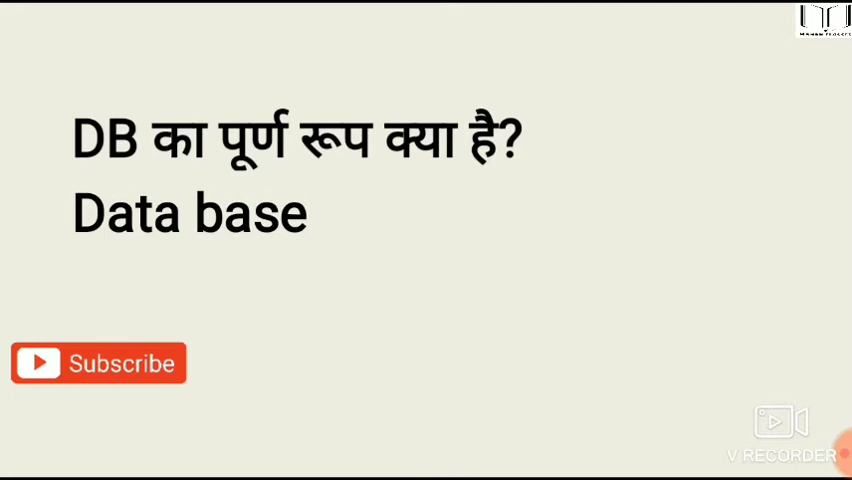 DB का पूर्ण रूप क्या है?
Data base
Subscribe
V RECORDER